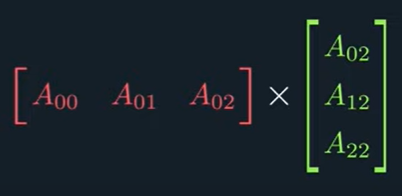 [ A₀₀ A₀₁ A₀₂ ] × [ A₀₂
A₁₂
A₂₂ ]